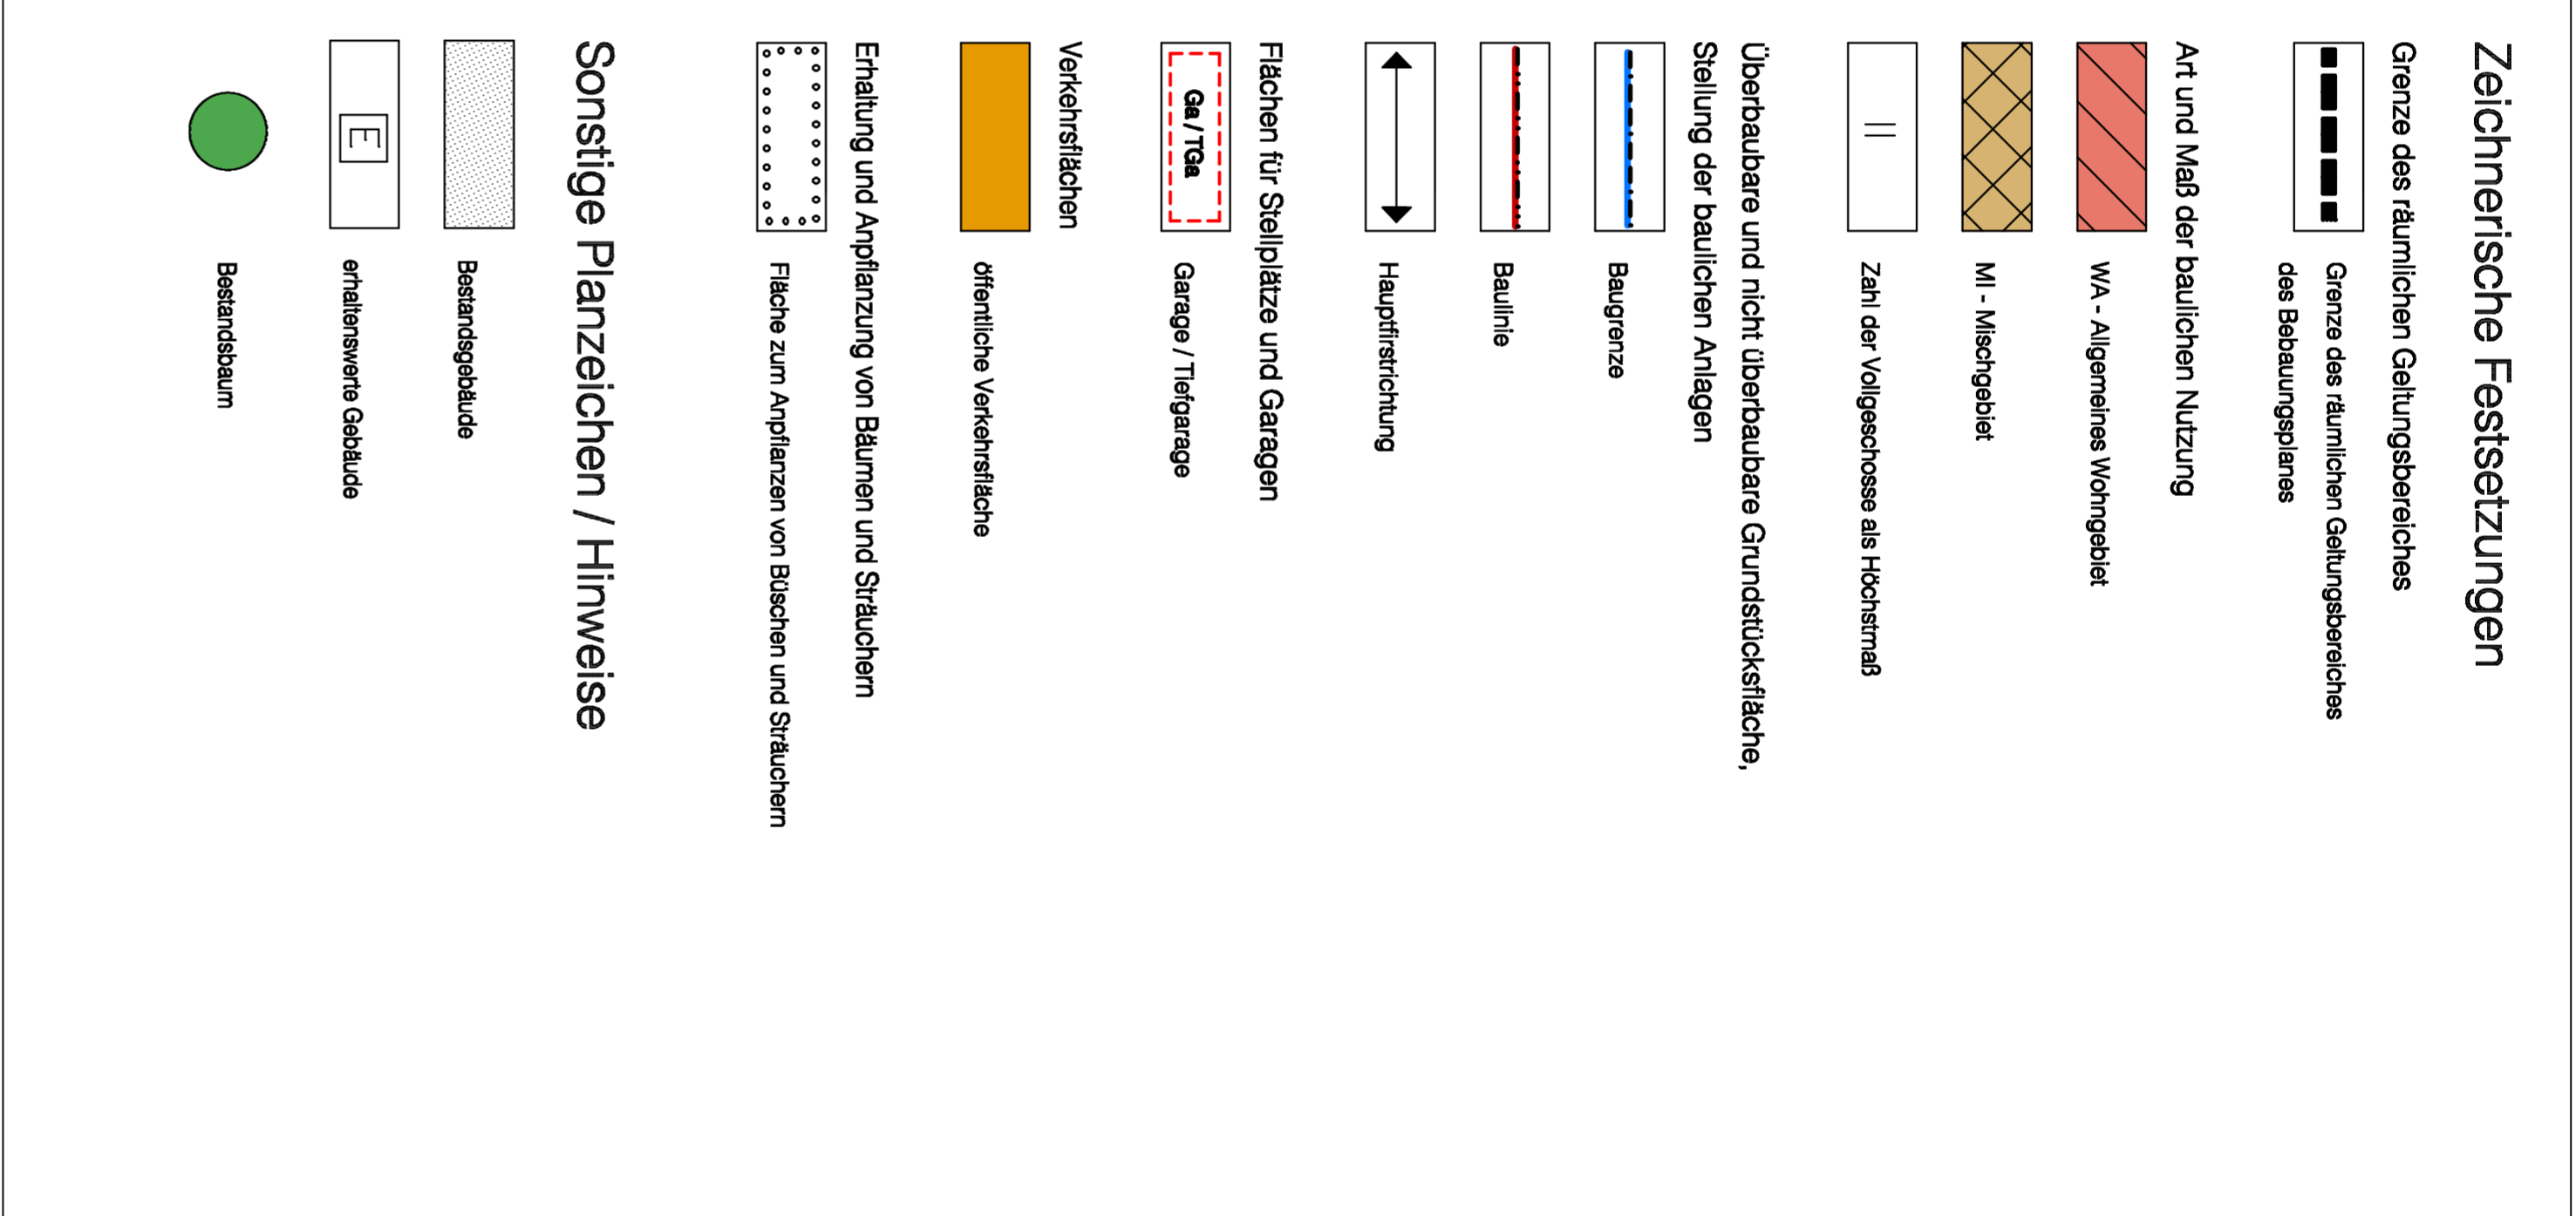 Zeichnerische Festsetzungen
Grenze des räumlichen Geltungsbereiches
Grenze des räumlichen Geltungsbereiches
des Bebauungsplanes
Art und Maß der baulichen Nutzung
WA - Allgemeines Wohngebiet
MI - Mischgebiet
II Zahl der Vollgeschosse als Höchstmaß
Überbaubare und nicht überbaubare Grundstücksfläche,
Stellung der baulichen Anlagen
Baugrenze
Baulinie
Hauptfirstrichtung
Flächen für Stellplätze und Garagen
Ga / TGa Garage / Tiefgarage
Verkehrsflächen
öffentliche Verkehrsfläche
Erhaltung und Anpflanzung von Bäumen und Sträuchern
Fläche zum Anpflanzen von Büschen und Sträuchern
Sonstige Planzeichen / Hinweise
Bestandsgebäude
E erhaltenswerte Gebäude
Bestandsbaum